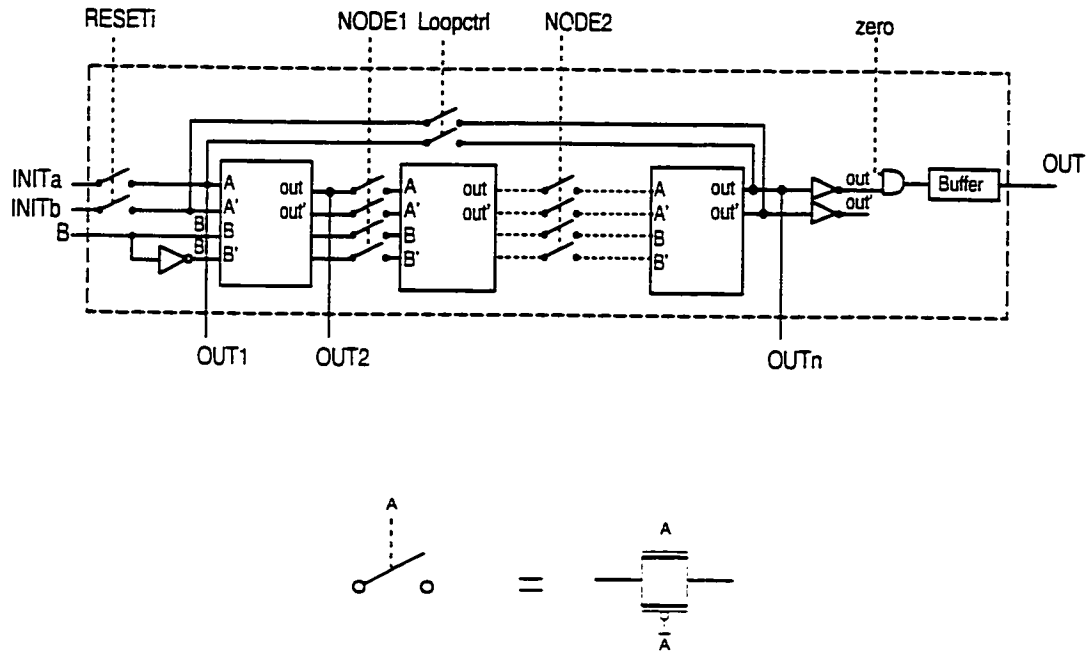 RESETi NODE1 Loopctrl NODE2 zero
INITa A out A out A out out OUT
INITb A' out' A' out' A' out' out' Buffer
B B B B B
B B' B' B'
OUT1 OUT2 OUTn
A A
=
A